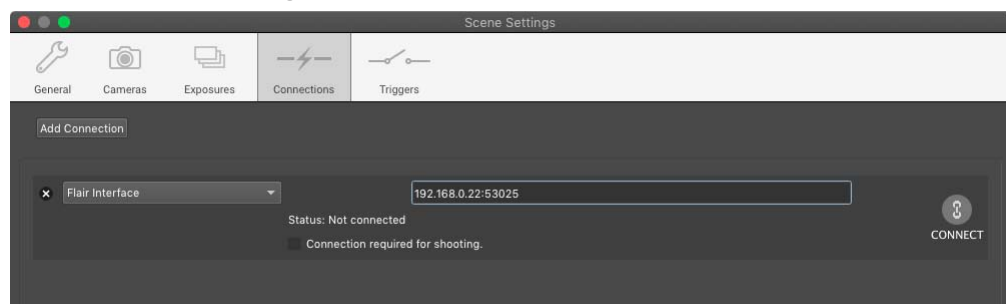 Scene Settings
General Cameras Exposures Connections Triggers
Add Connection
Flair Interface 192.168.0.22:53025
Status: Not connected
Connection required for shooting.
CONNECT